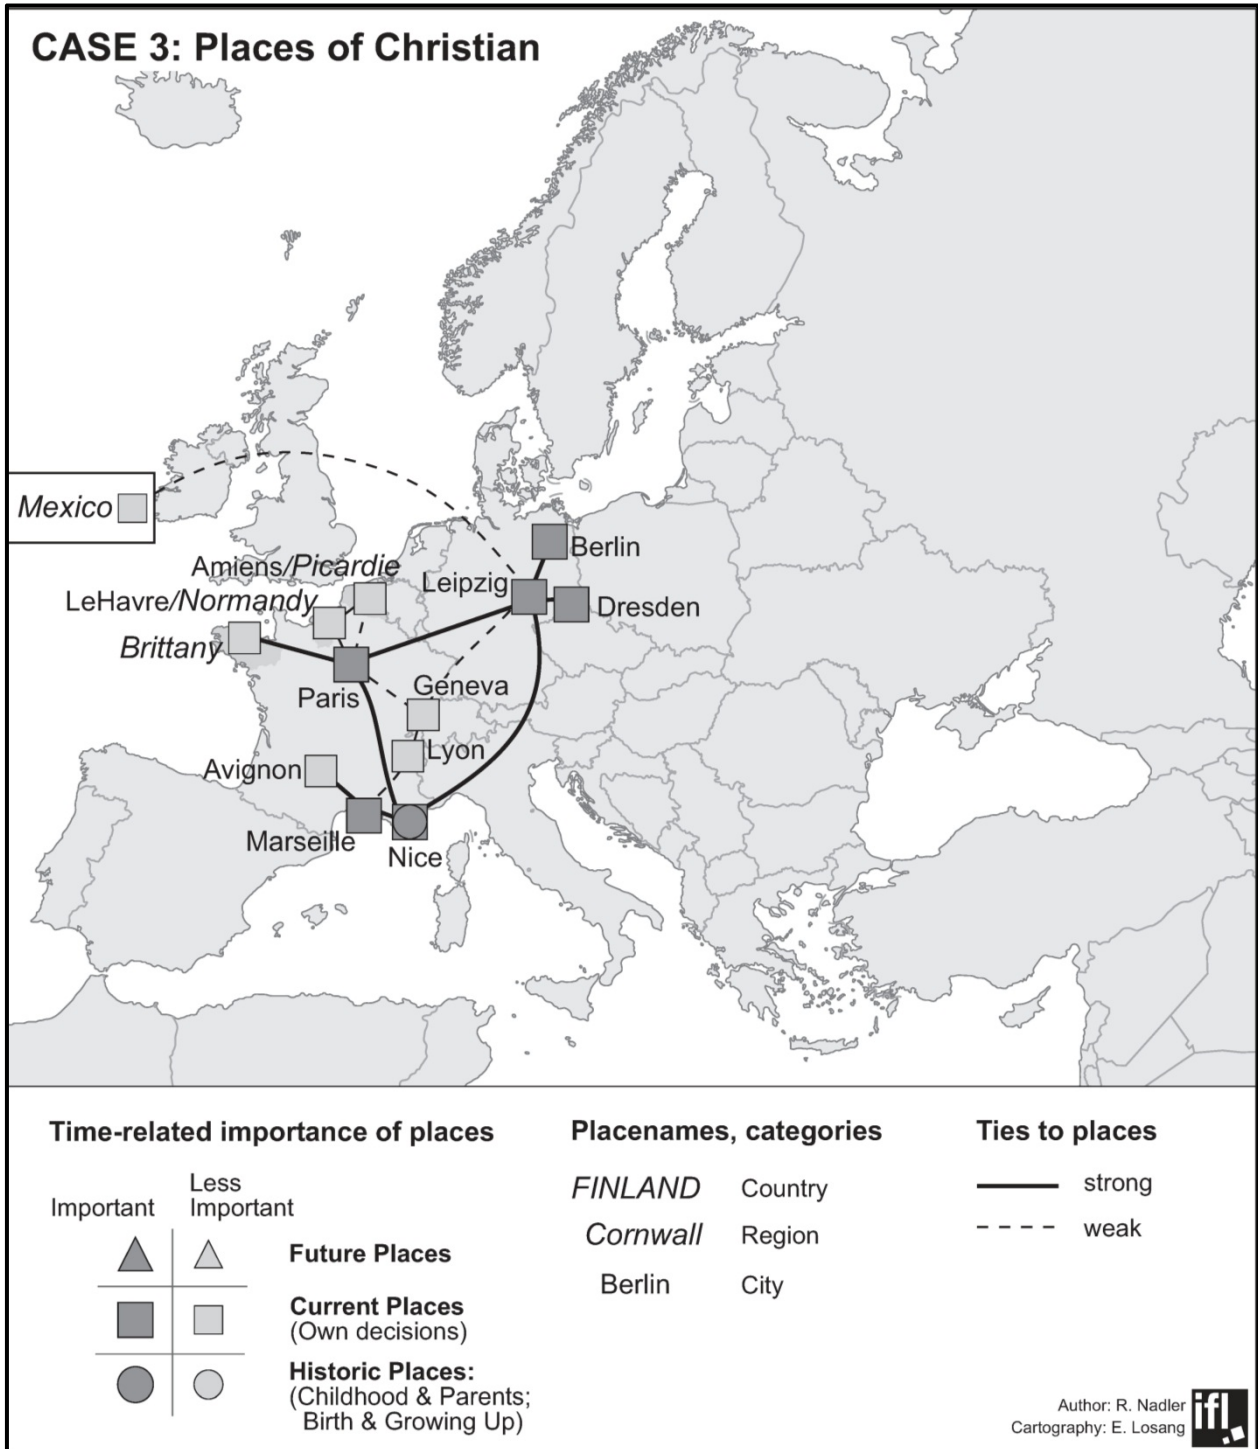 CASE 3: Places of Christian
Mexico
Amiens/Picardie
LeHavre/Normandy
Brittany
Paris
Leipzig
Berlin
Dresden
Geneva
Lyon
Avignon
Marseille
Nice
Time-related importance of places
Important
Less
Important
Future Places
Current Places
(Own decisions)
Historic Places:
(Childhood & Parents;
Birth & Growing Up)
Placenames, categories
FINLAND Country
Cornwall Region
Berlin City
Ties to places
strong
weak
Author: R. Nadler
Cartography: E. Losang
ifl